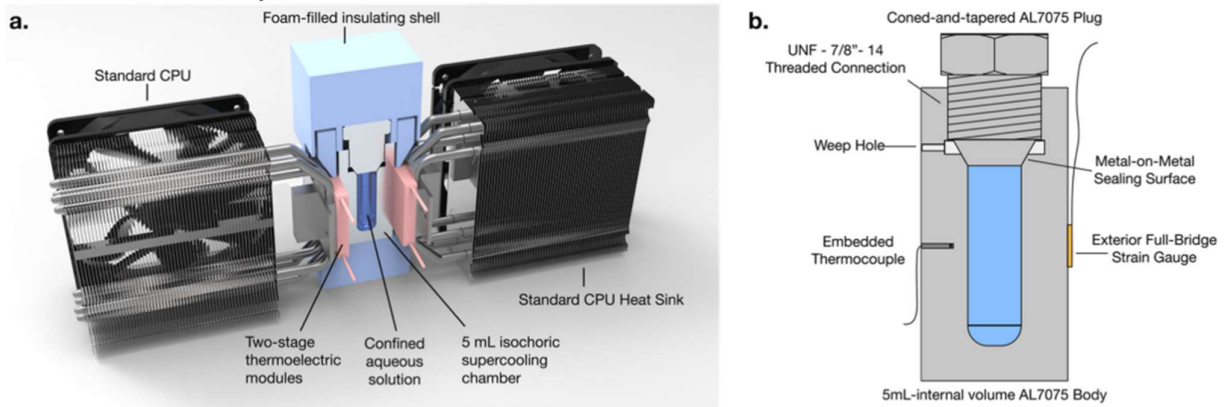 a.
Foam-filled insulating shell
Standard CPU
Two-stage
thermoelectric
modules
Confined
aqueous
solution
5 mL isochoric
supercooling
chamber
Standard CPU Heat Sink
b.
Coned-and-tapered AL7075 Plug
UNF - 7/8"- 14
Threaded Connection
Weep Hole
Metal-on-Metal
Sealing Surface
Embedded
Thermocouple
Exterior Full-Bridge
Strain Gauge
5mL-internal volume AL7075 Body